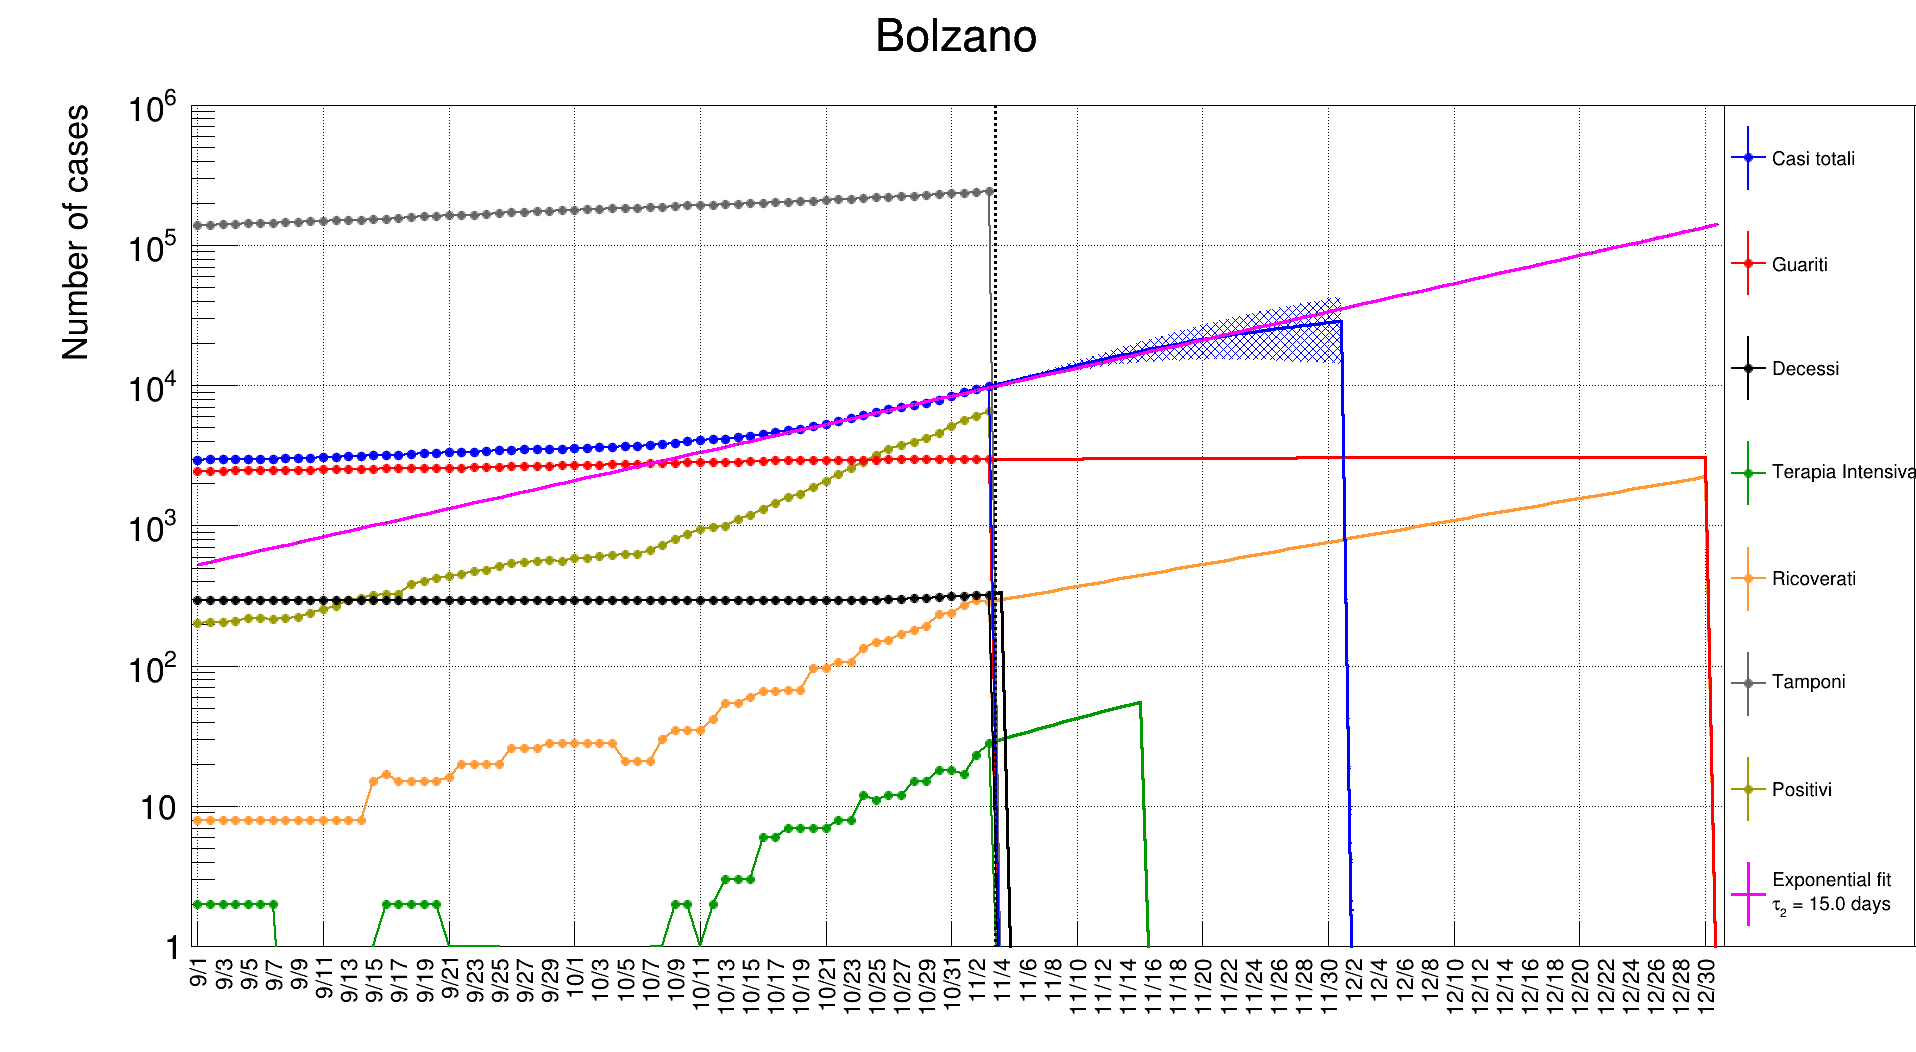 Bolzano
Number of cases
10^6
10^5
10^4
10^3
10^2
10
1
9/1 9/3 9/5 9/7 9/9 9/11 9/13 9/15 9/17 9/19 9/21 9/23 9/25 9/27 9/29 10/1 10/3 10/5 10/7 10/9 10/11 10/13 10/15 10/17 10/19 10/21 10/23 10/25 10/27 10/29 10/31 11/2 11/4 11/6 11/8 11/10 11/12 11/14 11/16 11/18 11/20 11/22 11/24 11/26 11/28 11/30 12/2 12/4 12/6 12/8 12/10 12/12 12/14 12/16 12/18 12/20 12/22 12/24 12/26 12/28 12/30
Casi totali
Guariti
Decessi
Terapia Intensiva
Ricoverati
Tamponi
Positivi
Exponential fit
τ₂ = 15.0 days